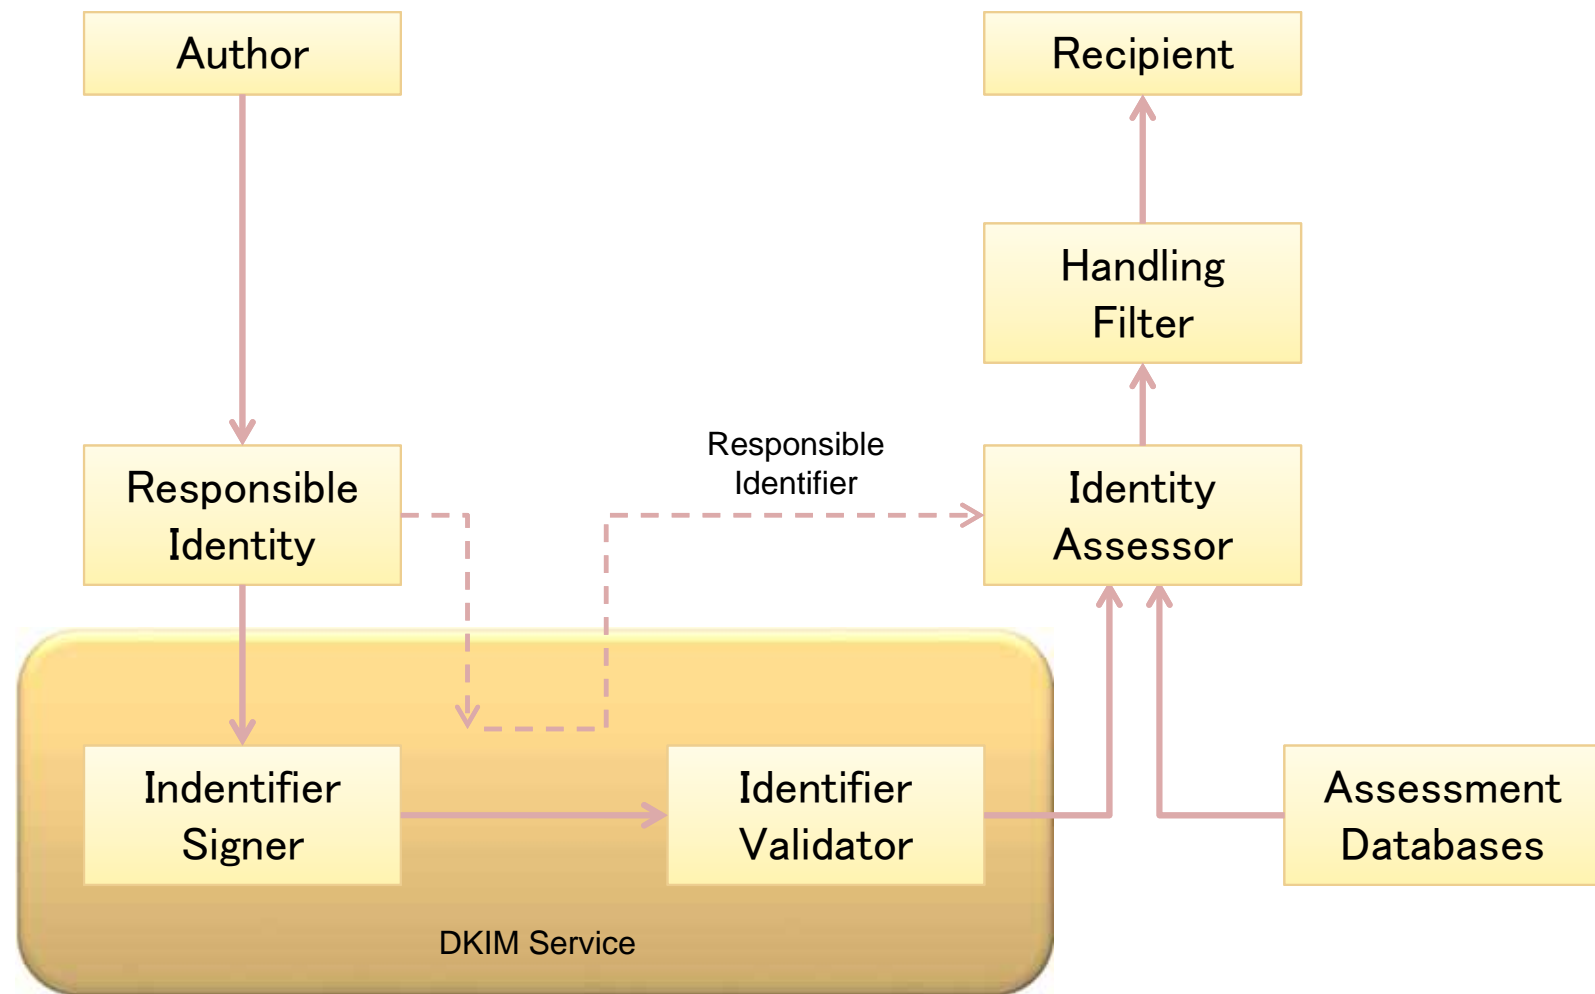 Author
Recipient
Handling
Filter
Responsible
Identifier
Responsible
Identity
Identity
Assessor
Indentifier
Signer
Identifier
Validator
Assessment
Databases
DKIM Service